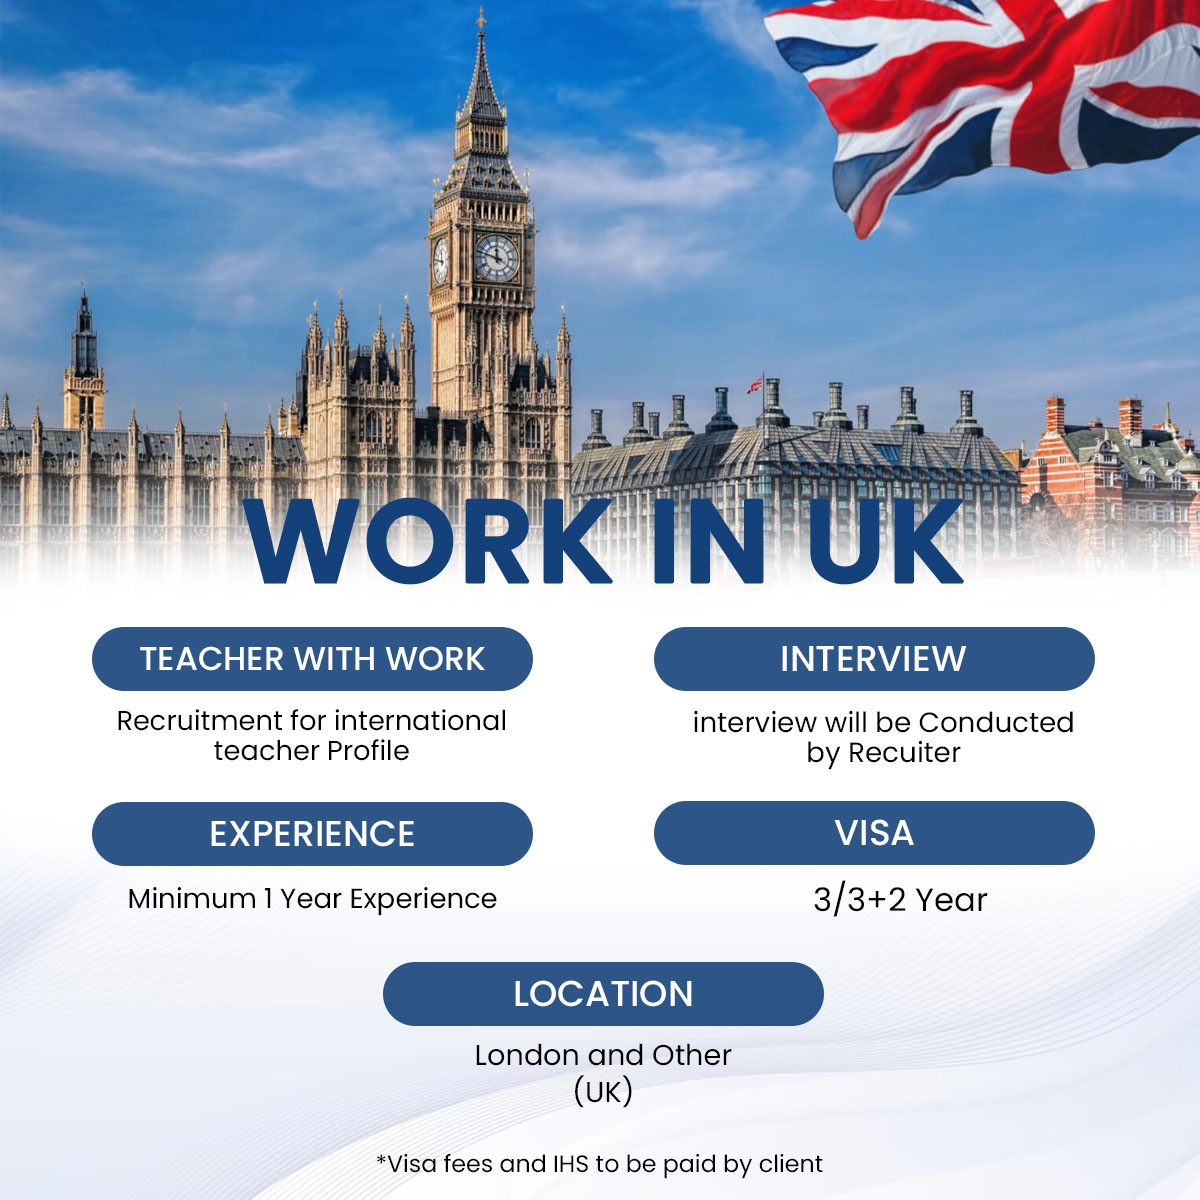 WORK IN UK
TEACHER WITH WORK
Recruitment for international
teacher Profile
INTERVIEW
interview will be Conducted
by Recuiter
EXPERIENCE
Minimum 1 Year Experience
VISA
3/3+2 Year
LOCATION
London and Other
(UK)
*Visa fees and IHS to be paid by client